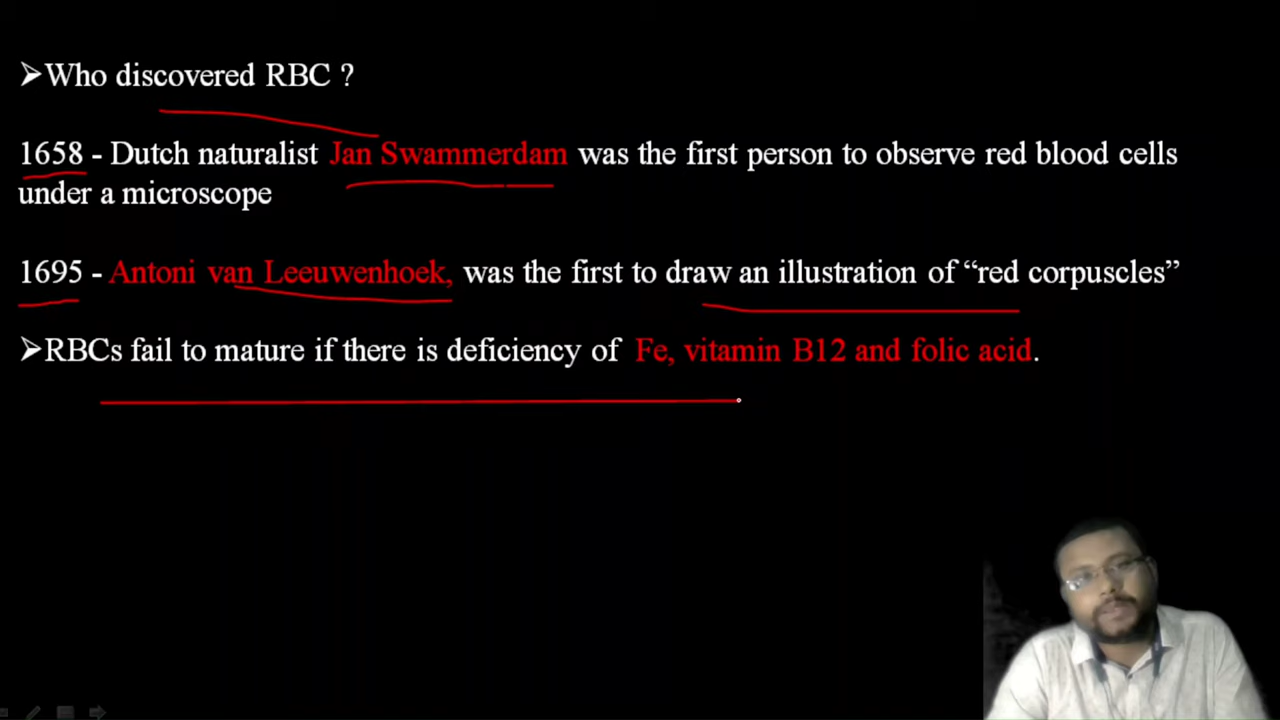 ➢Who discovered RBC ?
1658 - Dutch naturalist Jan Swammerdam was the first person to observe red blood cells
under a microscope
1695 - Antoni van Leeuwenhoek, was the first to draw an illustration of “red corpuscles”
➢RBCs fail to mature if there is deficiency of Fe, vitamin B12 and folic acid.